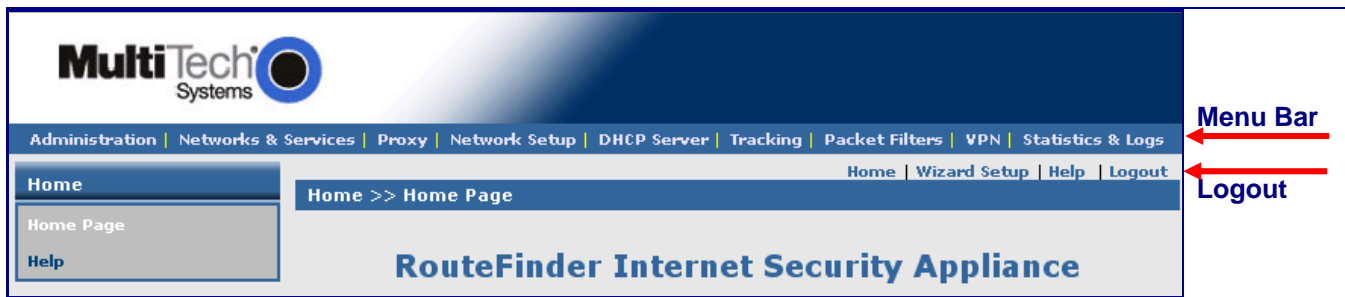 MultiTech
Systems
Administration | Networks & Services | Proxy | Network Setup | DHCP Server | Tracking | Packet Filters | VPN | Statistics & Logs
Menu Bar
Home | Wizard Setup | Help | Logout
Logout
Home
Home >> Home Page
Home Page
Help
RouteFinder Internet Security Appliance